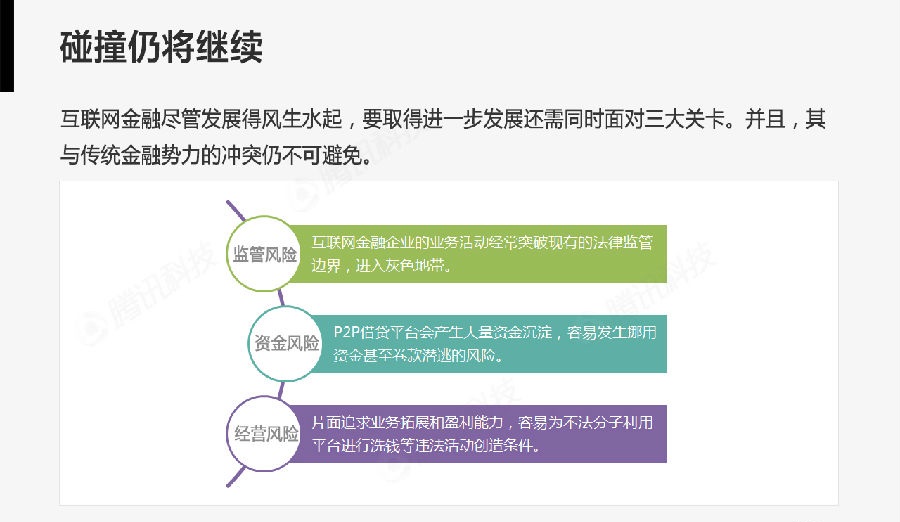 碰撞仍将继续
互联网金融尽管发展得风生水起，要取得进一步发展还需同时面对三大关卡。并且，其
与传统金融势力的冲突仍不可避免。
监管风险
互联网金融企业的业务活动经常突破现有的法律监管
边界，进入灰色地带。
资金风险
P2P借贷平台会产生大量资金沉淀，容易发生挪用
资金甚至卷款潜逃的风险。
经营风险
片面追求业务拓展和盈利能力，容易为不法分子利用
平台进行洗钱等违法活动创造条件。
腾讯科技
腾讯科技
腾讯科技
腾讯科技